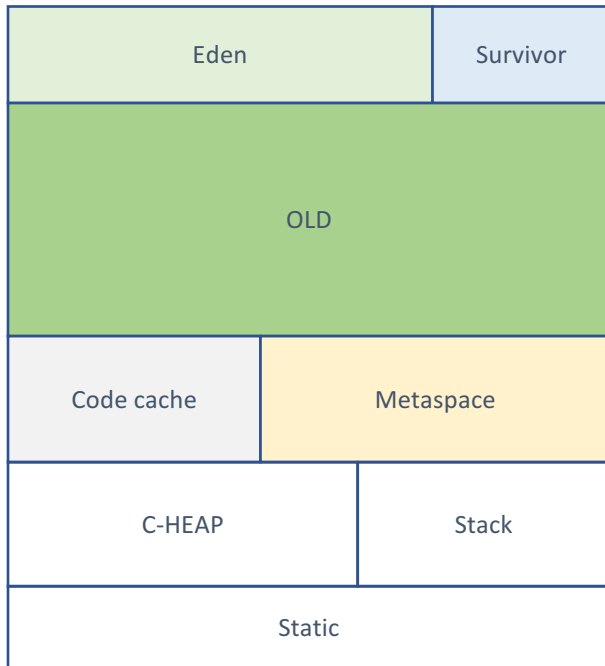 Eden
Survivor
OLD
Code cache
Metaspace
C-HEAP
Stack
Static